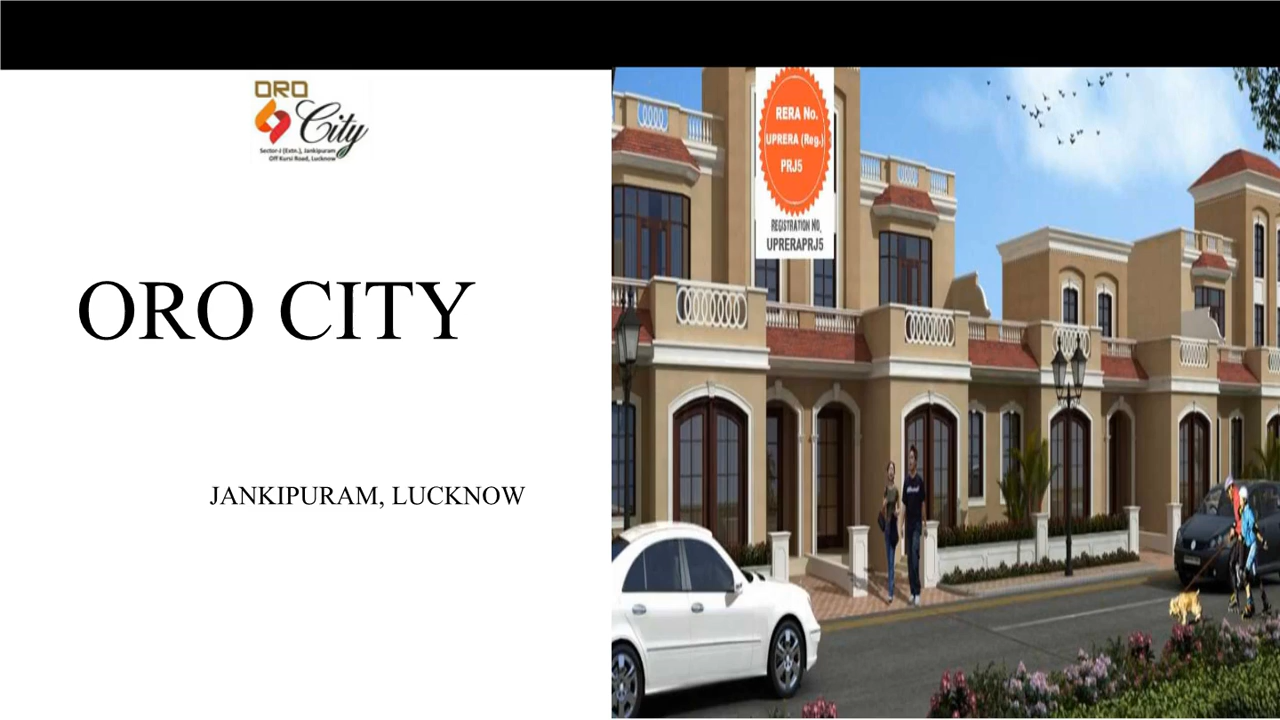 ORO
City
Sector-J (Extn.), Jankipuram
Off Kursi Road, Lucknow
ORO CITY
JANKIPURAM, LUCKNOW
RERA No.
UPRERA (Reg.)
PRJ5
REGISTRATION NO.
UPRERAPRJ5